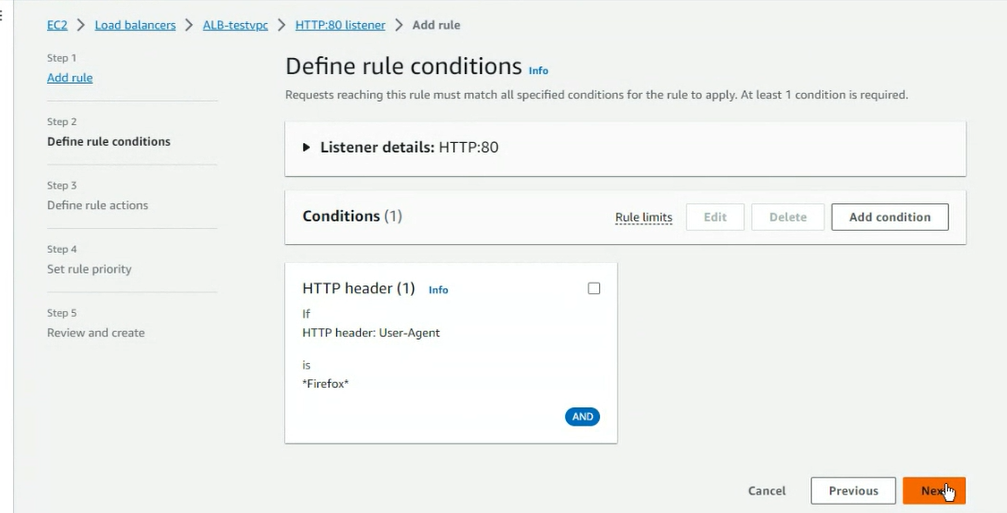 EC2 > Load balancers > ALB-testvpc > HTTP:80 listener > Add rule
Step 1
Add rule
Step 2
Define rule conditions
Step 3
Define rule actions
Step 4
Set rule priority
Step 5
Review and create
Define rule conditions Info
Requests reaching this rule must match all specified conditions for the rule to apply. At least 1 condition is required.
Listener details: HTTP:80
Conditions (1) Rule limits Edit Delete Add condition
HTTP header (1) Info
If
HTTP header: User-Agent
is
*Firefox*
AND
Cancel Previous Next